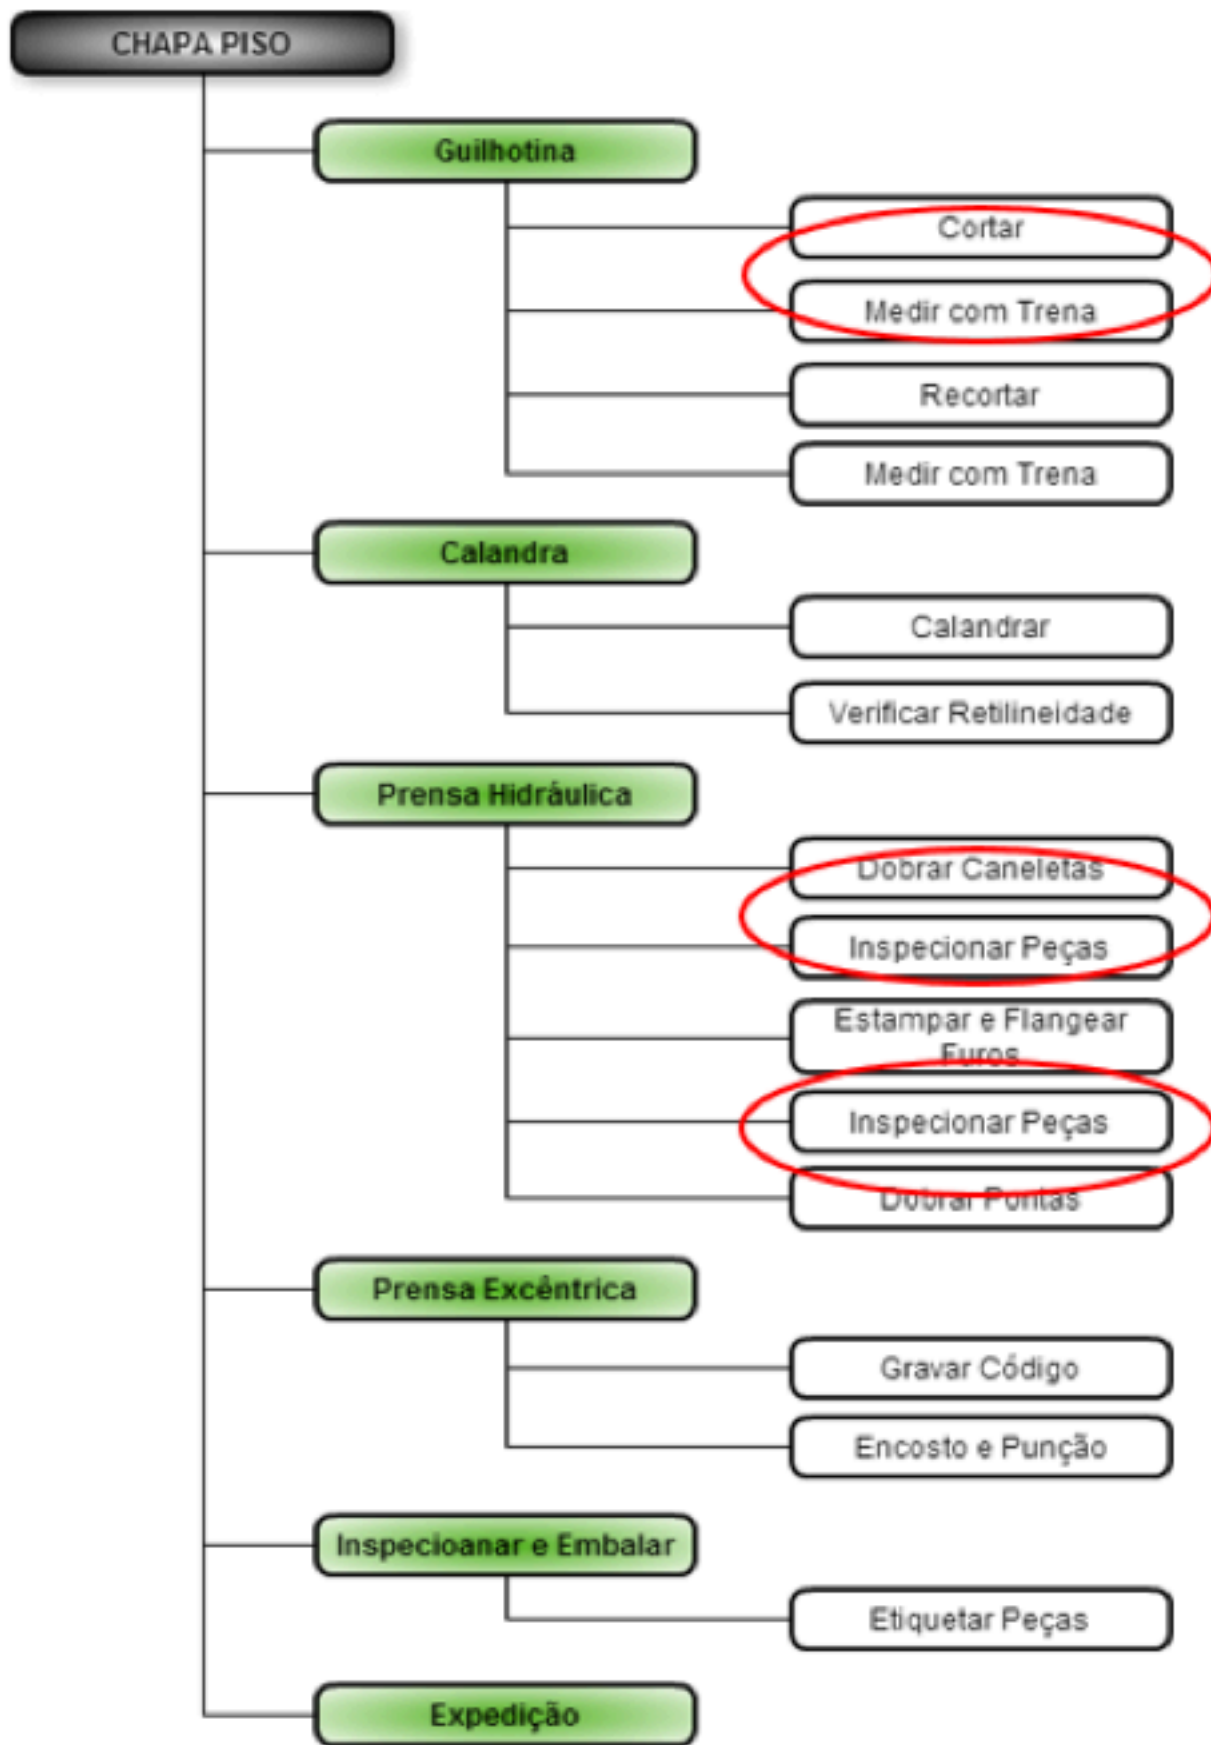 CHAPA PISO
Guilhotina
Cortar
Medir com Trena
Recortar
Medir com Trena
Calandra
Calandrar
Verificar Retilineidade
Prensa Hidráulica
Dobrar Caneletas
Inspecionar Peças
Estampar e Flangear
Furos
Inspecionar Peças
Dobrar Pontas
Prensa Excêntrica
Gravar Código
Encosto e Punção
Inspecioanar e Embalar
Etiquetar Peças
Expedição